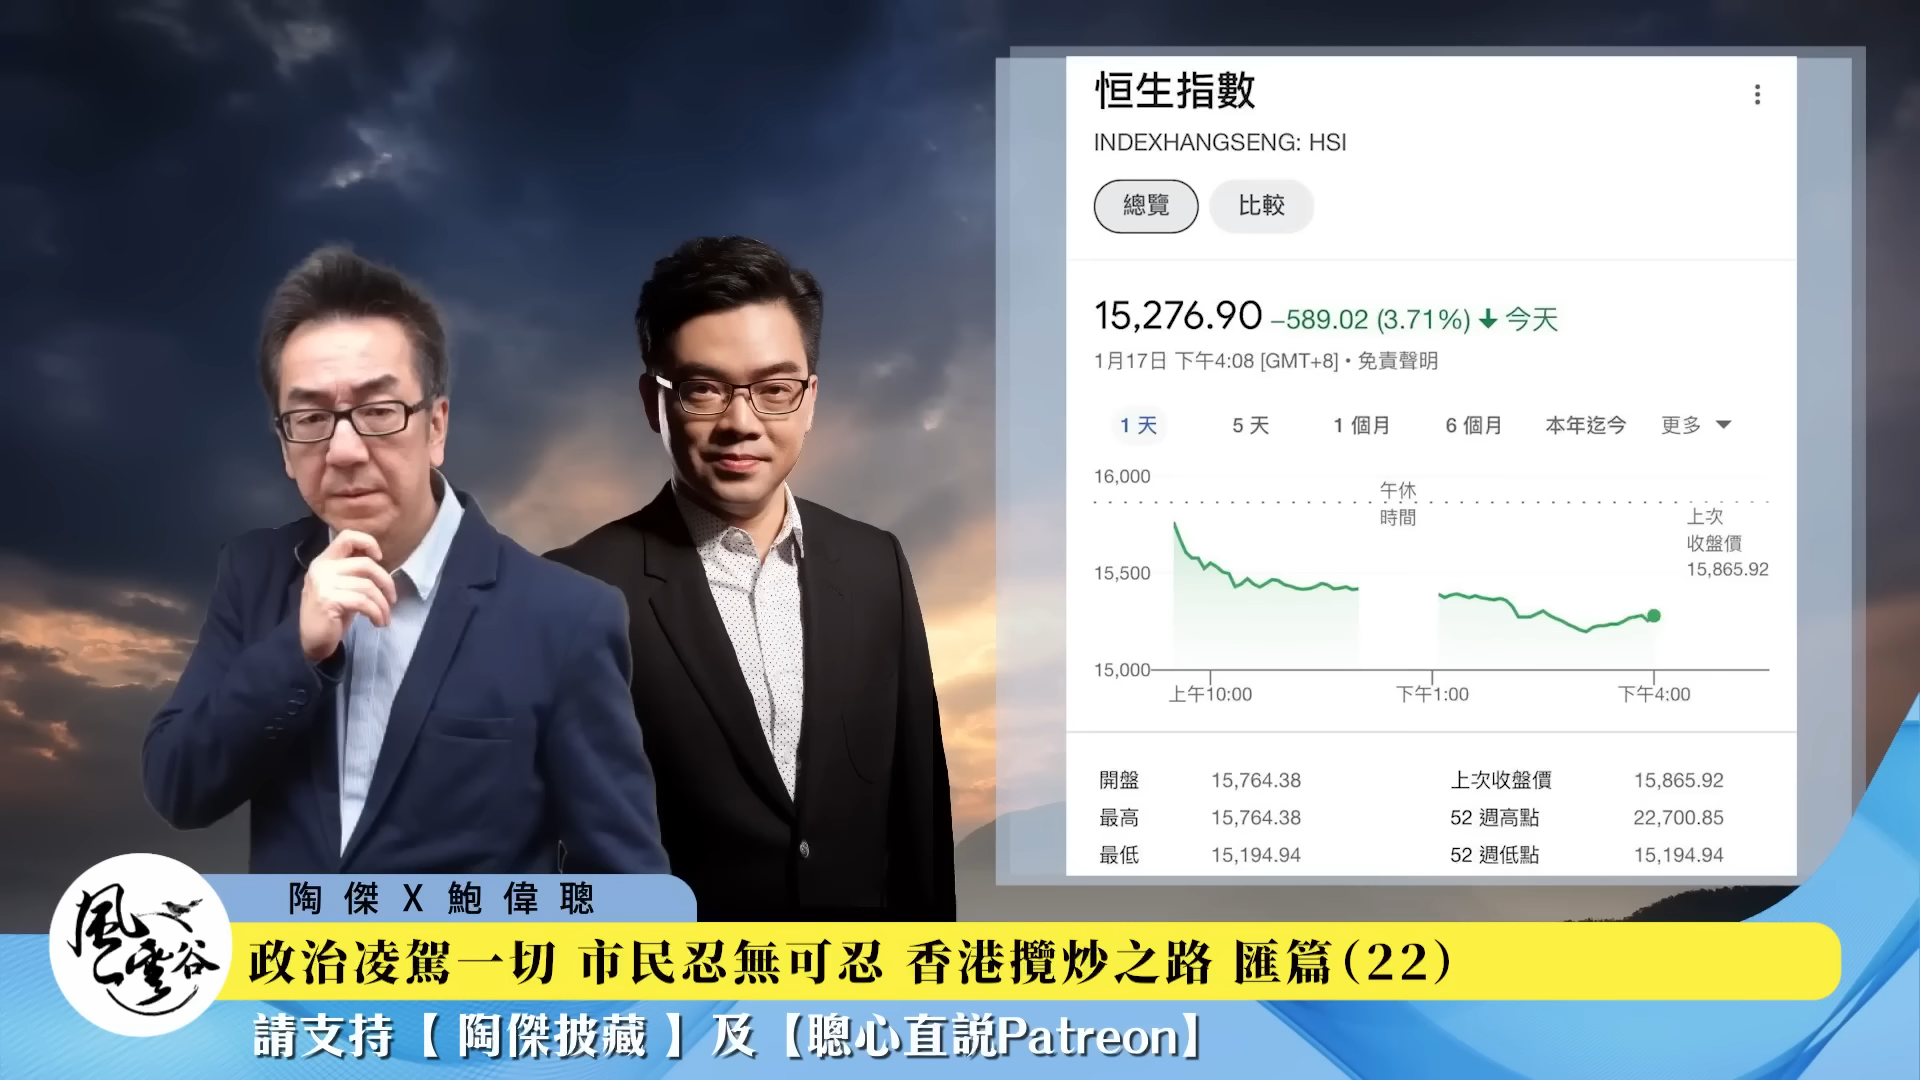 恒生指數
INDEXHANGSENG: HSI
總覽 比較
15,276.90 -589.02 (3.71%) 今天
1月17日 下午4:08 [GMT+8] • 免責聲明
1 天 5 天 1 個月 6 個月 本年迄今 更多
16,000
午休
時間
上次
收盤價
15,865.92
15,500
15,000
上午10:00 下午1:00 下午4:00
開盤 15,764.38 上次收盤價 15,865.92
最高 15,764.38 52 週高點 22,700.85
最低 15,194.94 52 週低點 15,194.94
陶傑 X 鮑偉聰
風雲谷
政治凌駕一切 市民忍無可忍 香港攬炒之路 匯篇(22)
請支持【 陶傑披藏 】及【聰心直説Patreon】